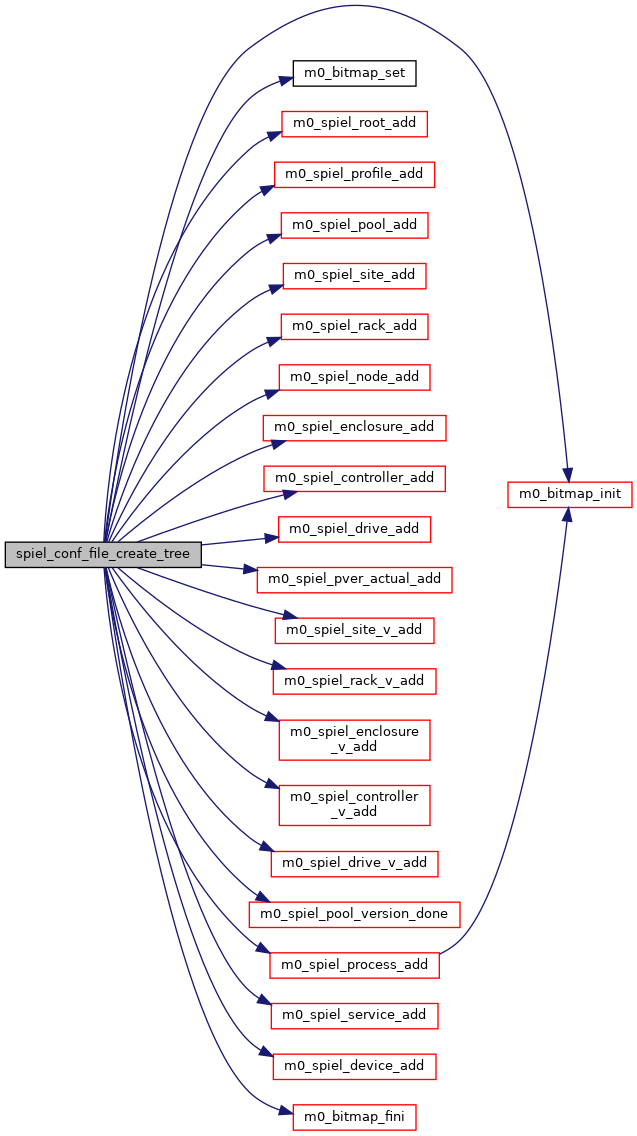 m0_bitmap_set
m0_spiel_root_add
m0_spiel_profile_add
m0_spiel_pool_add
m0_spiel_site_add
m0_spiel_rack_add
m0_spiel_node_add
m0_spiel_enclosure_add
m0_spiel_controller_add
m0_bitmap_init
m0_spiel_drive_add
spiel_conf_file_create_tree
m0_spiel_pver_actual_add
m0_spiel_site_v_add
m0_spiel_rack_v_add
m0_spiel_enclosure
_v_add
m0_spiel_controller
_v_add
m0_spiel_drive_v_add
m0_spiel_pool_version_done
m0_spiel_process_add
m0_spiel_service_add
m0_spiel_device_add
m0_bitmap_fini